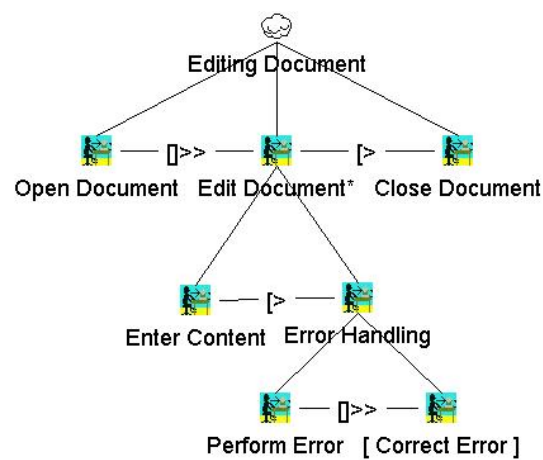 Editing Document
[]>>
[>
Open Document
Edit Document*
Close Document
[>
Enter Content
Error Handling
[]>>
Perform Error
[ Correct Error ]